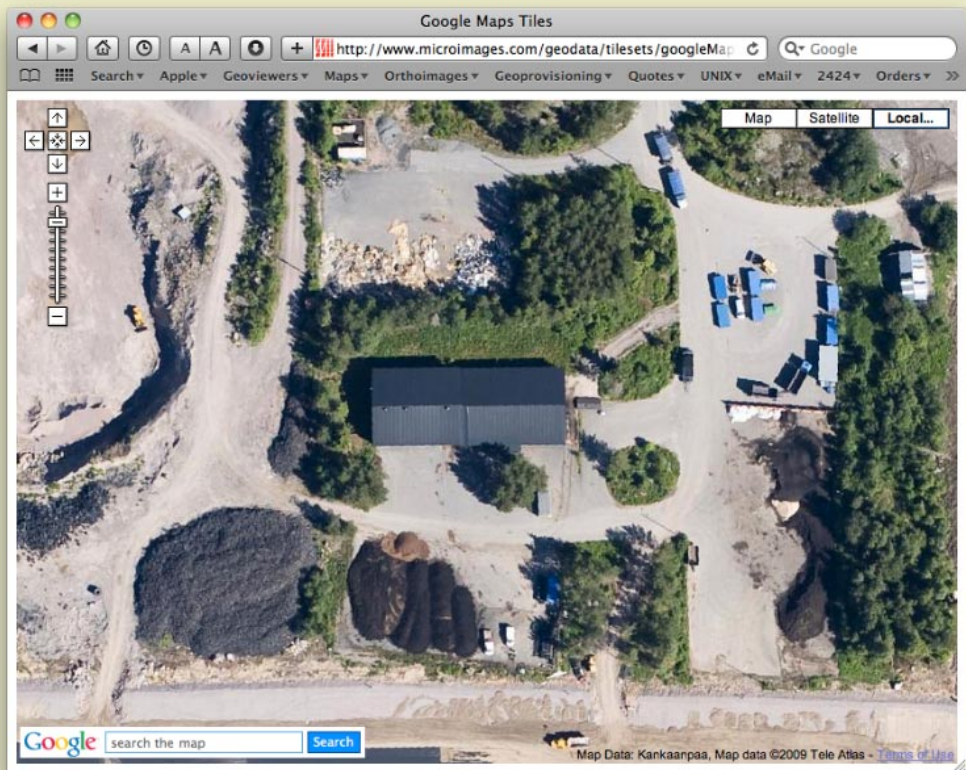 Google Maps Tiles
A A + http://www.microimages.com/geodata/tilesets/googleMap Google
Search Apple Geoviewers Maps Orthoimages Geoprovisioning Quotes UNIX eMail 2424 Orders
Map Satellite Local...
Google search the map Search
Map Data: Kankaanpaa, Map data ©2009 Tele Atlas - Terms of Use